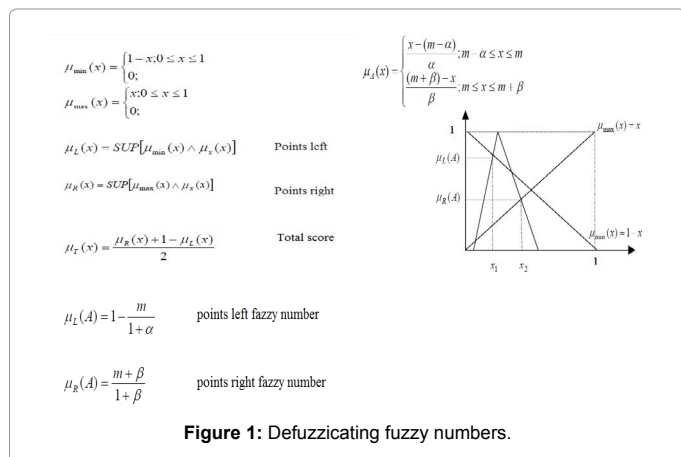 μ_min(x) = {1−x; 0 ≤ x ≤ 1
0;
μ_max(x) = {x; 0 ≤ x ≤ 1
0;
μ_L(x) = SUP[μ_min(x) ∧ μ_x(x)] Points left
μ_R(x) = SUP[μ_max(x) ∧ μ_x(x)] Points right
μ_T(x) = (μ_R(x) + 1 − μ_L(x))/2 Total score
μ_L(A) = 1 − m/(1+α) points left fazzy number
μ_R(A) = (m+β)/(1+β) points right fazzy number
μ_A(x) = {(x−(m−α))/α; m−α ≤ x ≤ m
((m+β)−x)/β; m ≤ x ≤ m+β
1
μ_max(x) = x
μ_L(A)
μ_R(A)
μ_min(x) = 1−x
x_1 x_2 1
Figure 1: Defuzzicating fuzzy numbers.